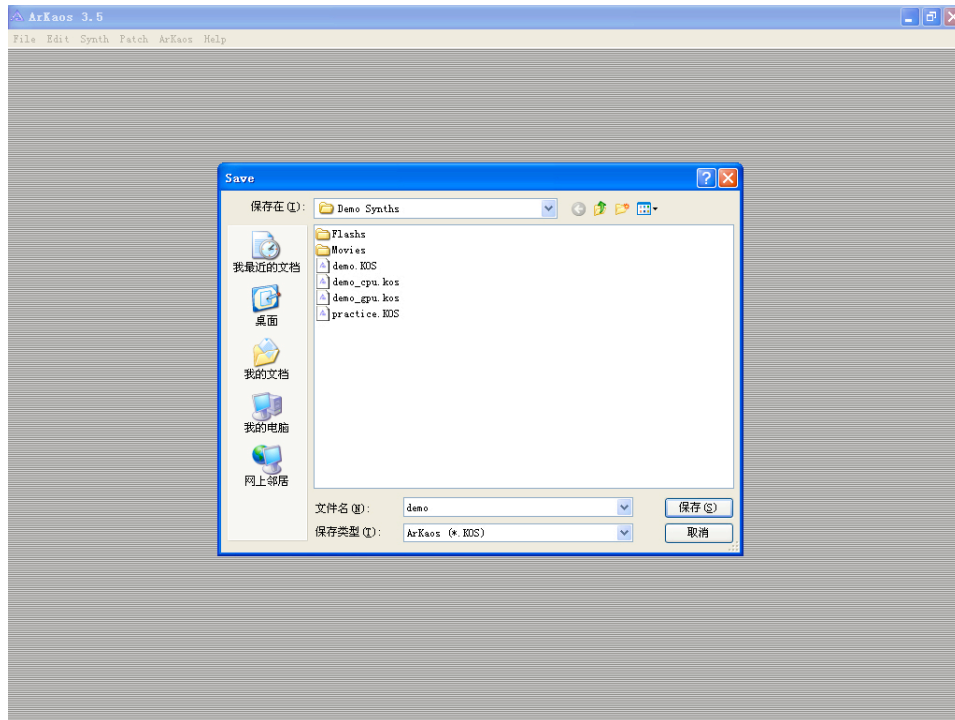 ArKaos 3.5
File Edit Synth Patch ArKaos Help
Save
保存在(I): Demo Synths
Flashs
Movies
demo.KOS
demo_cpu.kos
demo_gpu.kos
practice.KOS
我最近的文档
桌面
我的文档
我的电脑
网上邻居
文件名(N): demo 保存(S)
保存类型(T): ArKaos (*.KOS) 取消